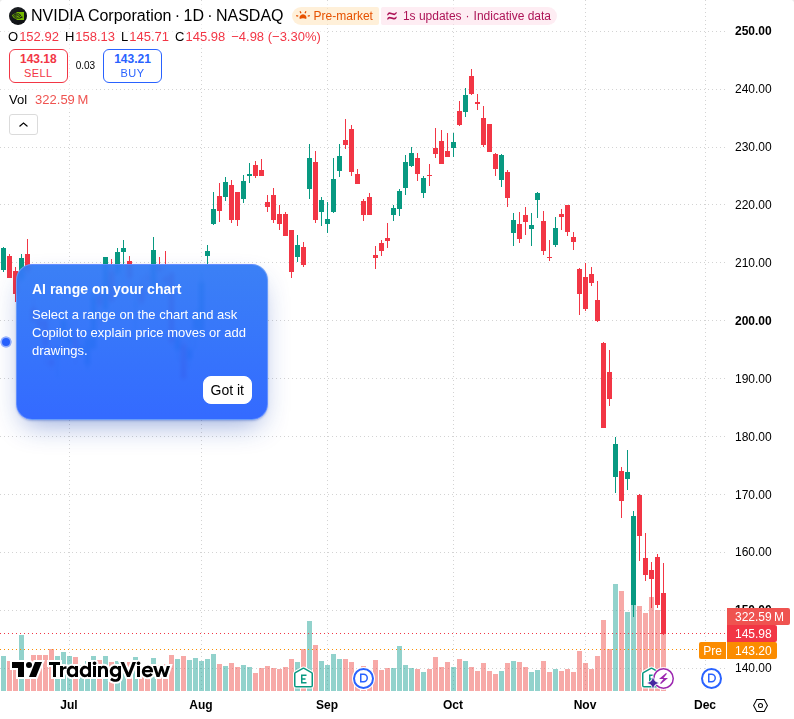 NVIDIA Corporation · 1D · NASDAQ
Pre-market
1s updates · Indicative data
O152.92 H158.13 L145.71 C145.98 −4.98 (−3.30%)
143.18
SELL
0.03
143.21
BUY
Vol 322.59 M
AI range on your chart
Select a range on the chart and ask
Copilot to explain price moves or add
drawings.
Got it
250.00
240.00
230.00
220.00
210.00
200.00
190.00
180.00
170.00
160.00
322.59 M
145.98
Pre 143.20
140.00
TradingView
E
D
D
Jul Aug Sep Oct Nov Dec